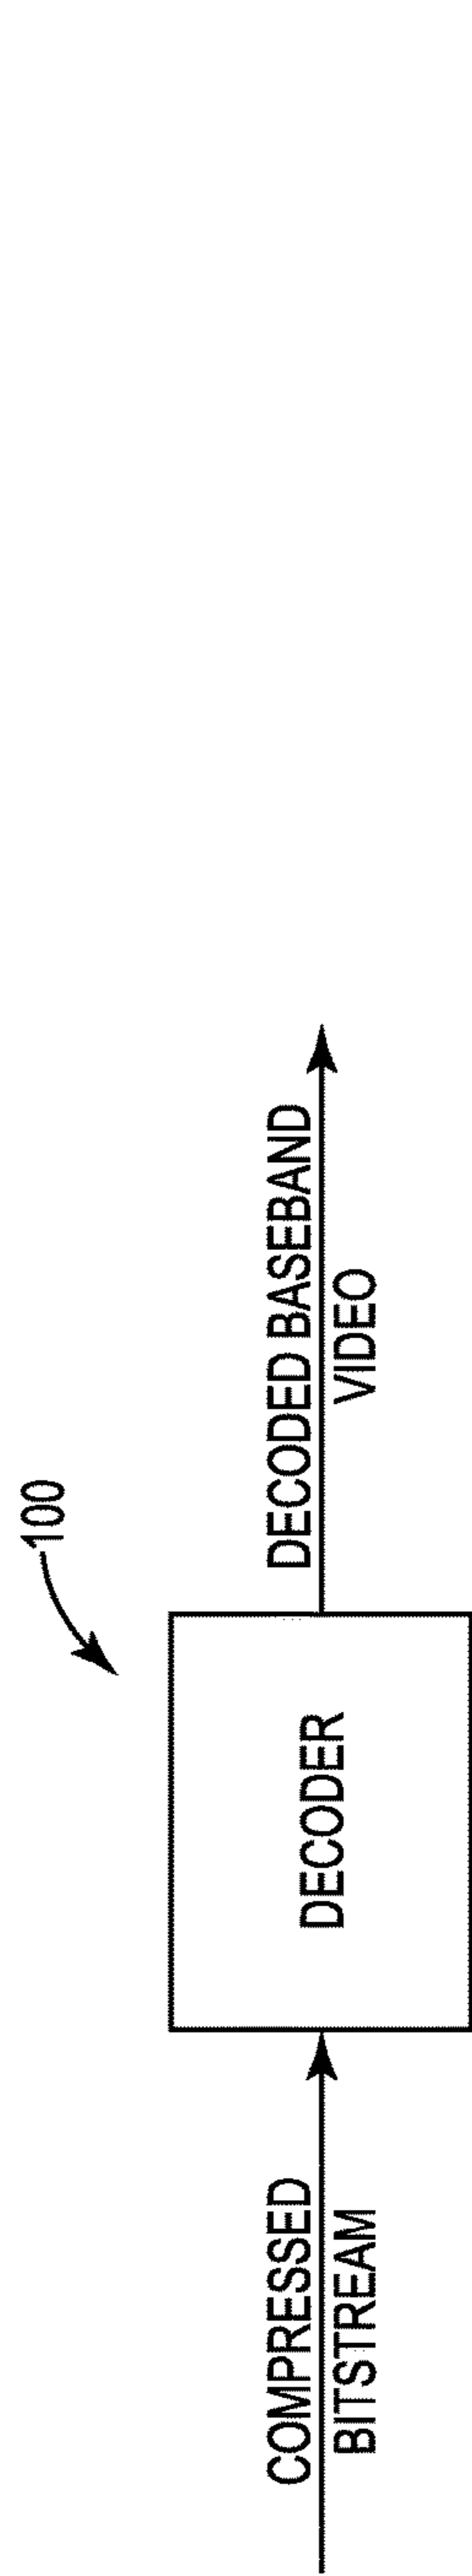 100
COMPRESSED
BITSTREAM
DECODER
DECODED BASEBAND
VIDEO